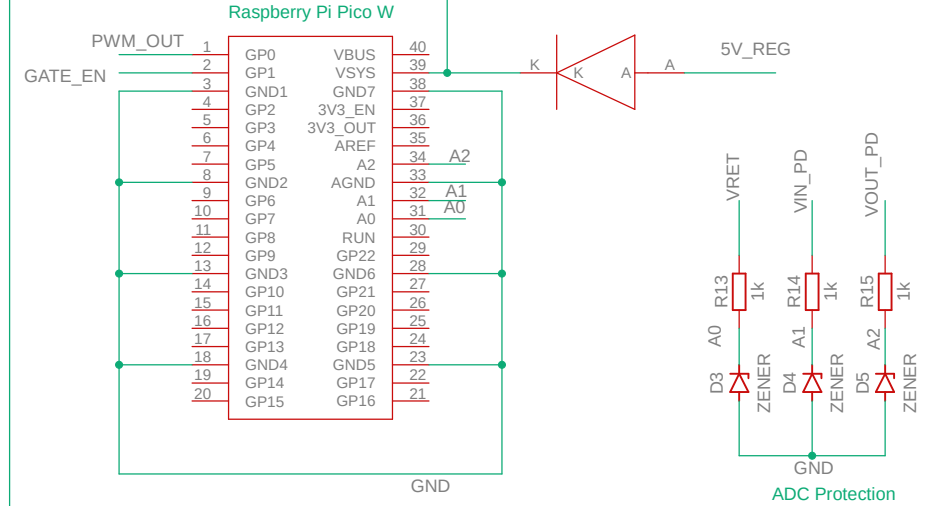 Raspberry Pi Pico W
PWM_OUT 1 GP0 VBUS 40
GATE_EN 2 GP1 VSYS 39 K K A A 5V_REG
3 GND1 GND7 38
4 GP2 3V3_EN 37
5 GP3 3V3_OUT 36
6 GP4 AREF 35
7 GP5 A2 34 A2
8 GND2 AGND 33
9 GP6 A1 32 A1
10 GP7 A0 31 A0
11 GP8 RUN 30
12 GP9 GP22 29
13 GND3 GND6 28
14 GP10 GP21 27
15 GP11 GP20 26
16 GP12 GP19 25
17 GP13 GP18 24
18 GND4 GND5 23
19 GP14 GP17 22
20 GP15 GP16 21
GND
VRET VIN_PD VOUT_PD
R13 1k R14 1k R15 1k
A0 A1 A2
D3 ZENER D4 ZENER D5 ZENER
GND
ADC Protection